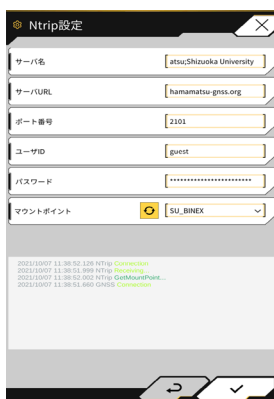 Ntrip設定
サーバ名
atsu;Shizuoka University
サーバURL
hamamatsu-gnss.org
ポート番号
2101
ユーザID
guest
パスワード
***********************
マウントポイント
SU_BINEX
2021/10/07 11:38:52.126 NTrip Connection
2021/10/07 11:38:51.999 NTrip Receiving...
2021/10/07 11:38:52.002 NTrip GetMountPoint...
2021/10/07 11:38:51.660 GNSS Connection